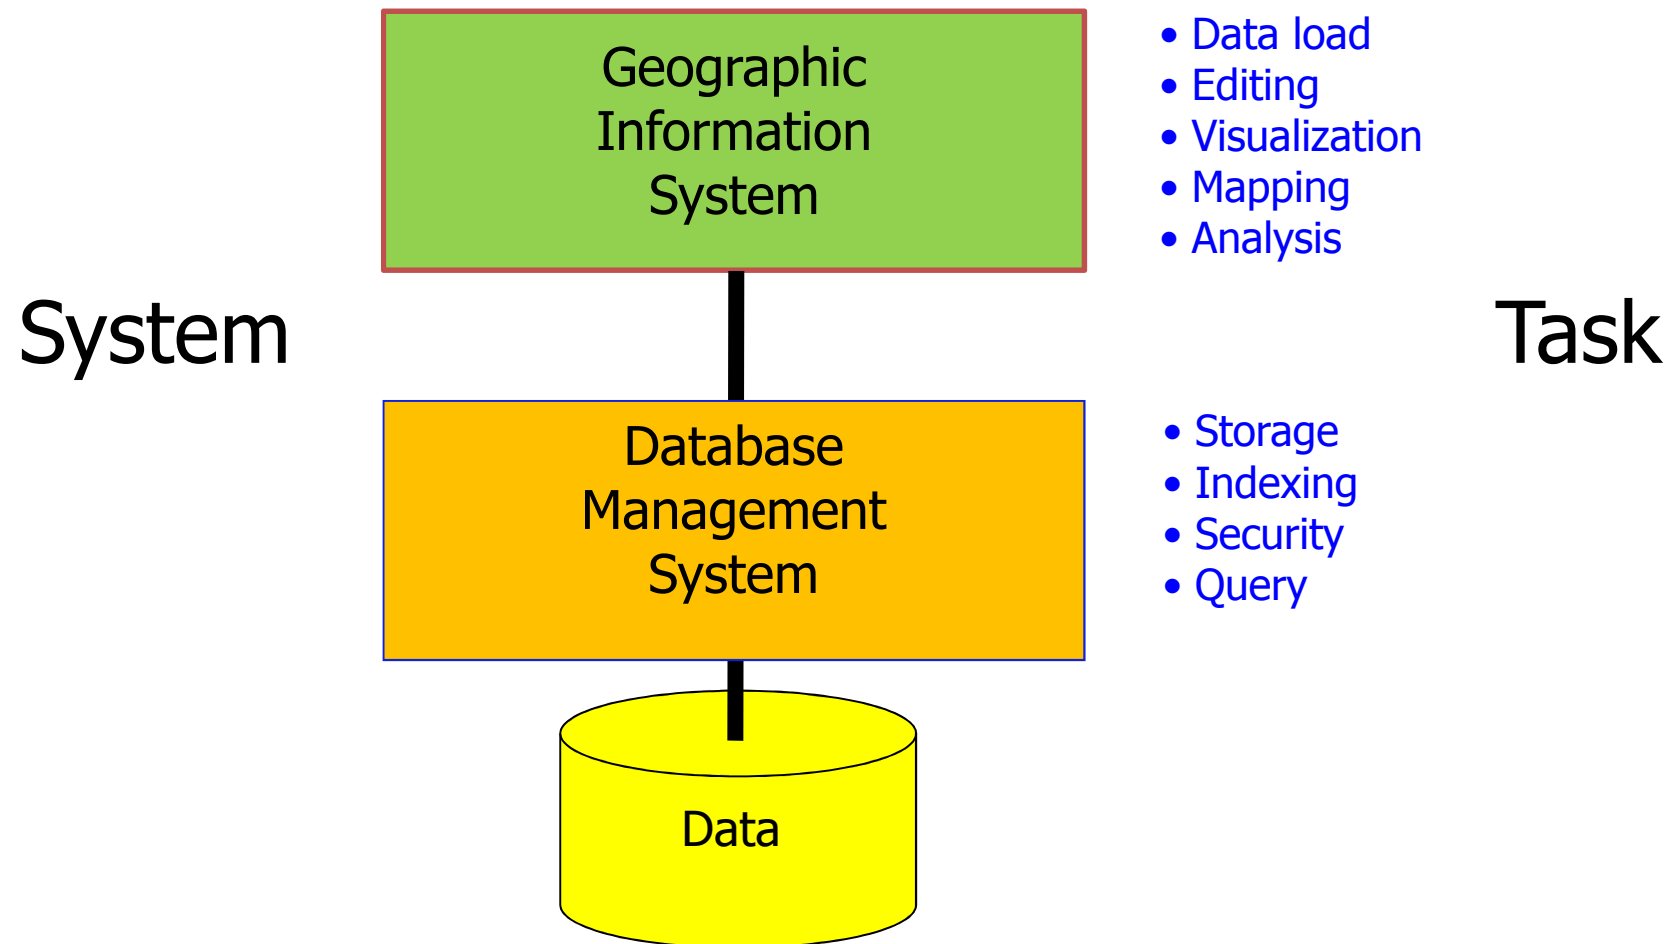 Geographic
Information
System
• Data load
• Editing
• Visualization
• Mapping
• Analysis
System
Task
Database
Management
System
• Storage
• Indexing
• Security
• Query
Data